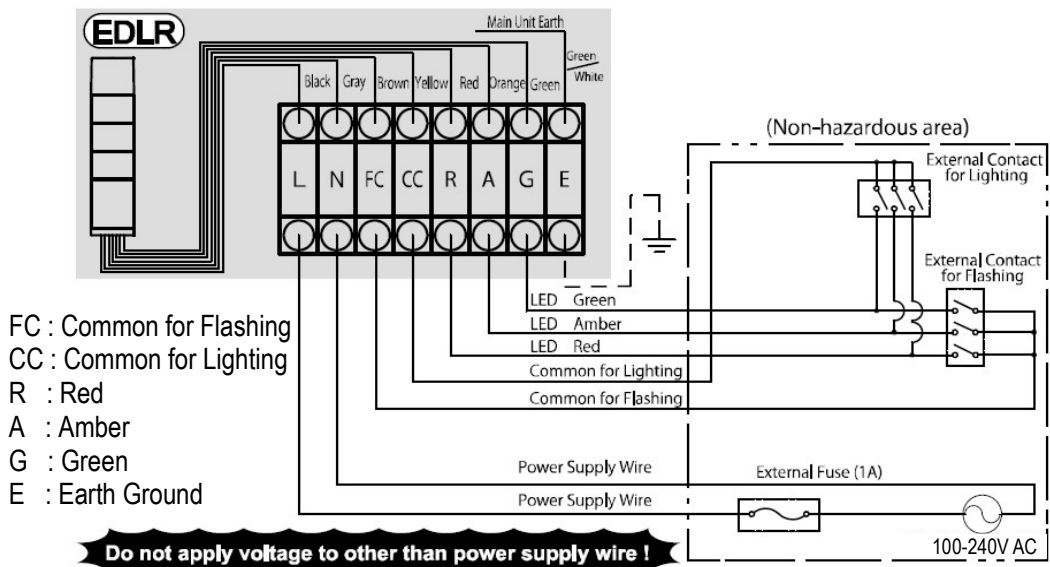 EDLR
Main Unit Earth
Green
White
Black Gray Brown Yellow Red Orange Green
L N FC CC R A G E
(Non-hazardous area)
External Contact
for Lighting
External Contact
for Flashing
LED Green
LED Amber
LED Red
Common for Lighting
Common for Flashing
FC : Common for Flashing
CC : Common for Lighting
R : Red
A : Amber
G : Green
E : Earth Ground
Power Supply Wire
External Fuse (1A)
Power Supply Wire
100-240V AC
Do not apply voltage to other than power supply wire !